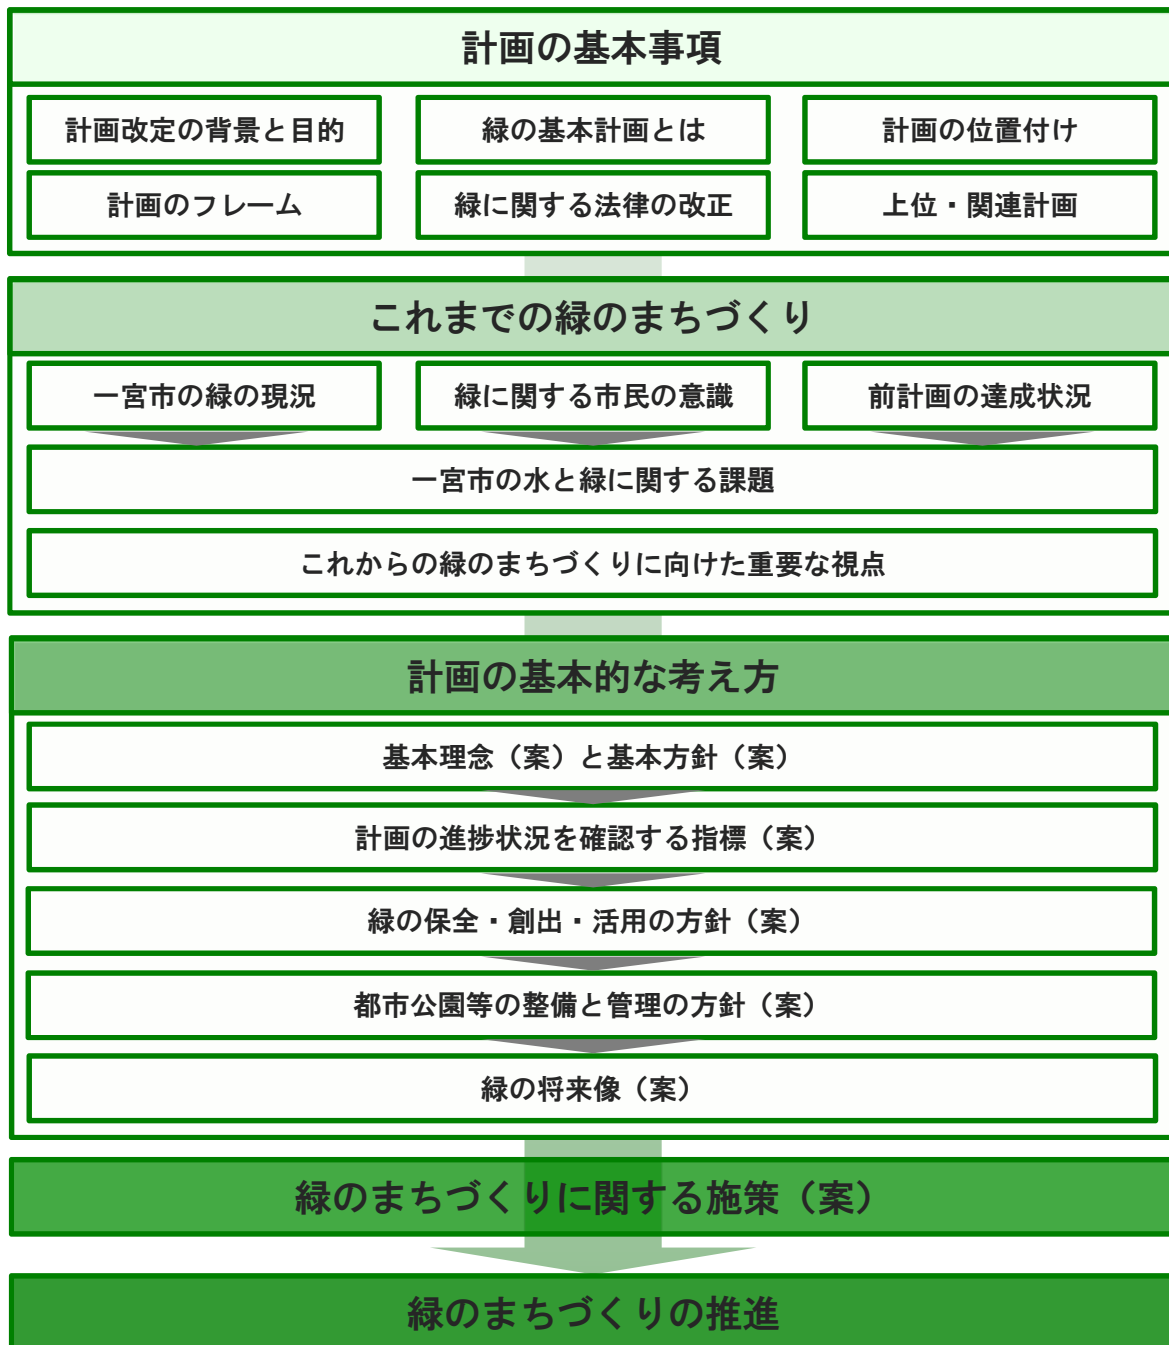 計画の基本事項
計画改定の背景と目的
緑の基本計画とは
計画の位置付け
計画のフレーム
緑に関する法律の改正
上位・関連計画
これまでの緑のまちづくり
一宮市の緑の現況
緑に関する市民の意識
前計画の達成状況
一宮市の水と緑に関する課題
これからの緑のまちづくりに向けた重要な視点
計画の基本的な考え方
基本理念（案）と基本方針（案）
計画の進捗状況を確認する指標（案）
緑の保全・創出・活用の方針（案）
都市公園等の整備と管理の方針（案）
緑の将来像（案）
緑のまちづくりに関する施策（案）
緑のまちづくりの推進